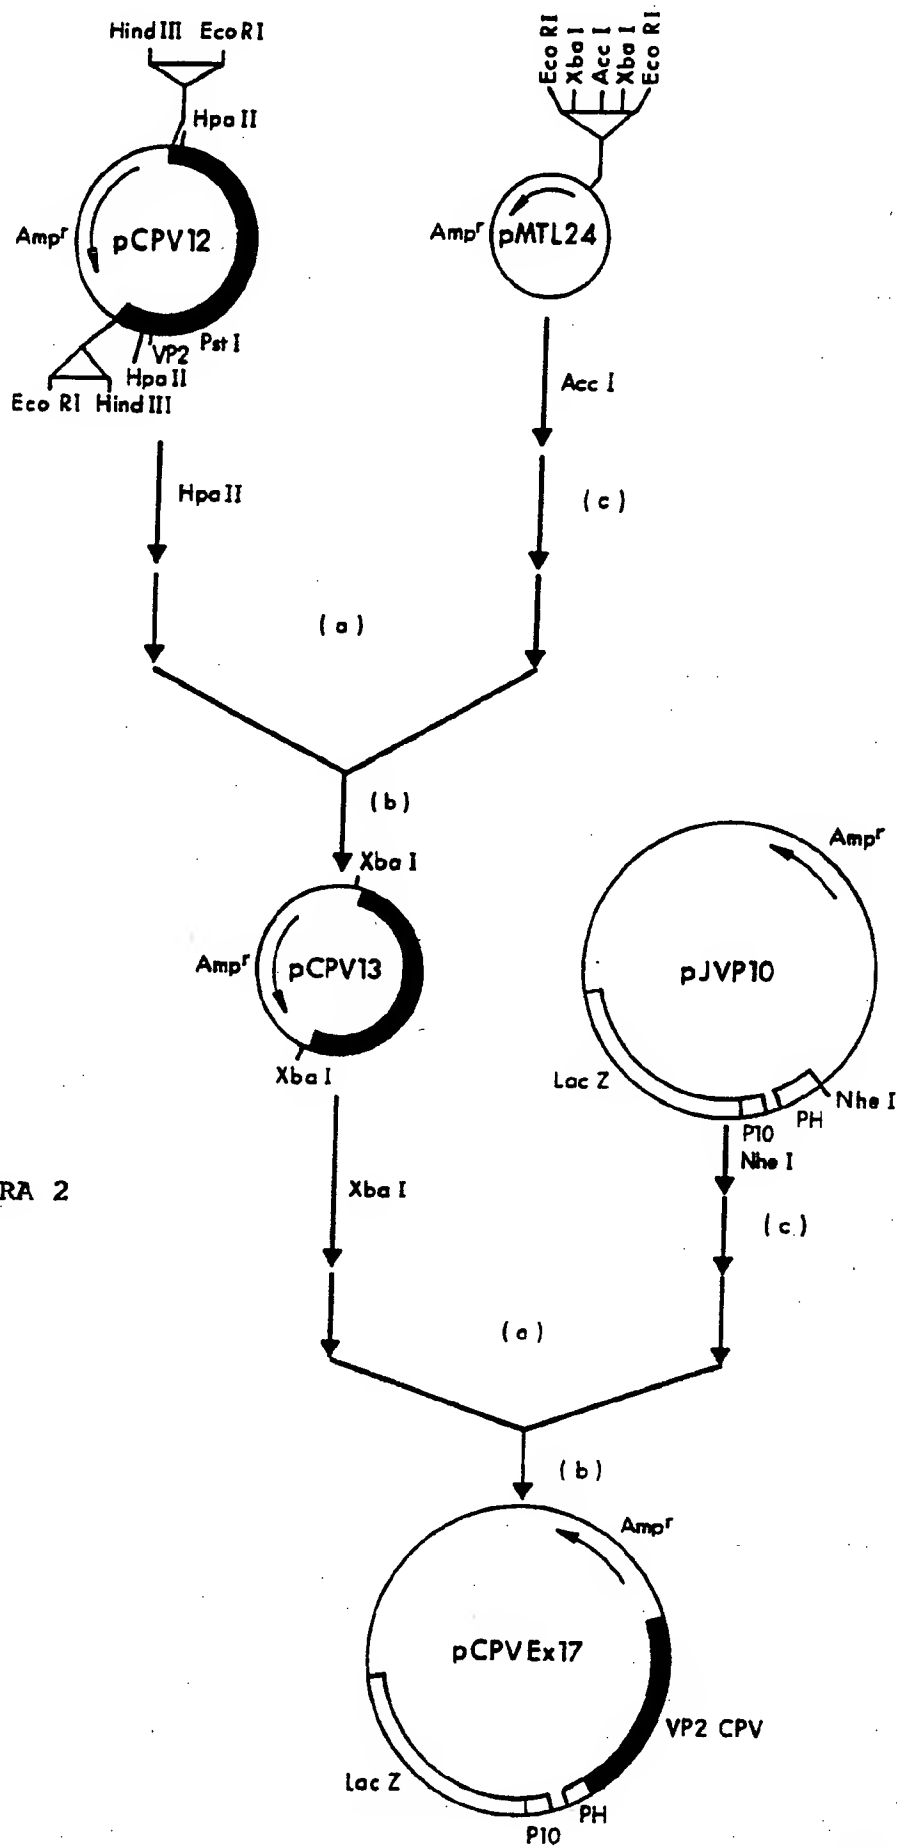 Hind III Eco RI
Hpa II
Amp^r pCPV12
Pst I
VP2
Hpa II
Eco RI Hind III
Eco RI
Xba I
Acc I
Xba I
Eco RI
Amp^r pMTL24
Hpa II
Acc I
(c)
(a)
(b)
Xba I
Amp^r pCPV13
Xba I
Amp^r
pJVP10
Lac Z
P10
PH
Nhe I
RA 2
Xba I
Nhe I
(c)
(a)
(b)
Amp^r
pCPVEx17
VP2 CPV
Lac Z
PH
P10